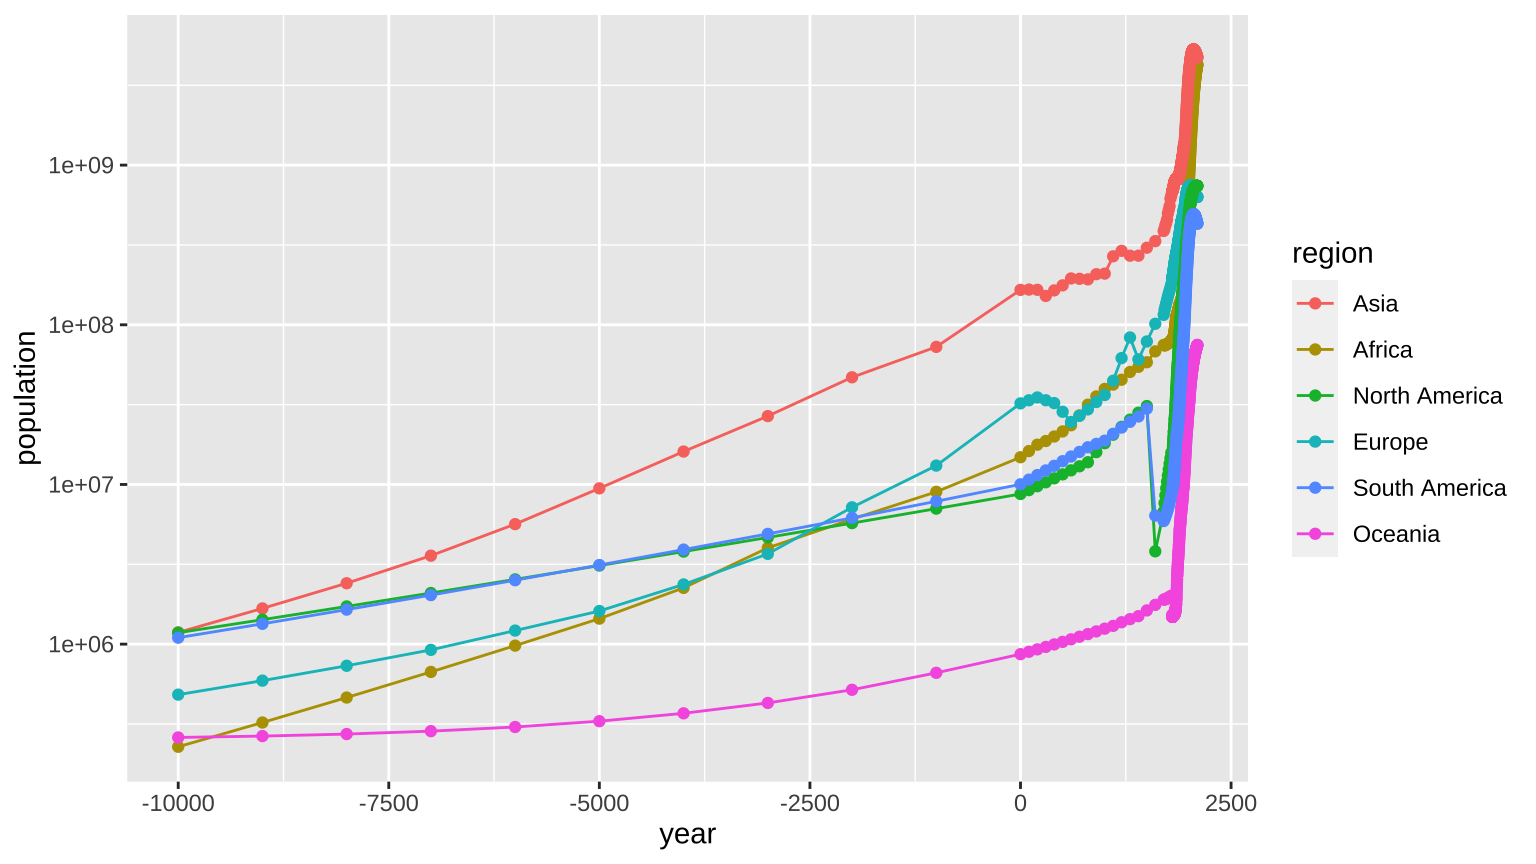 population
1e+09
1e+08
1e+07
1e+06
-10000 -7500 -5000 -2500 0 2500
year
region
Asia
Africa
North America
Europe
South America
Oceania